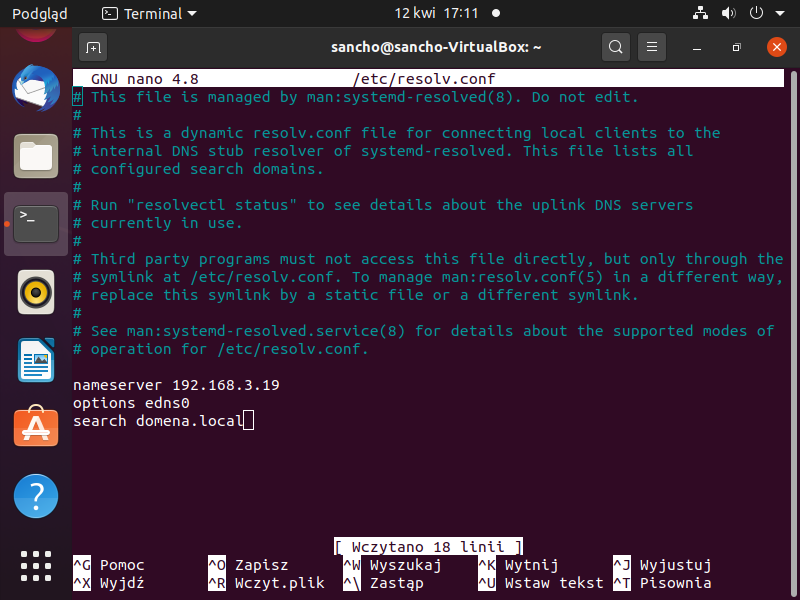 Podgląd Terminal 12 kwi 17:11
sancho@sancho-VirtualBox: ~
GNU nano 4.8 /etc/resolv.conf
# This file is managed by man:systemd-resolved(8). Do not edit.
#
# This is a dynamic resolv.conf file for connecting local clients to the
# internal DNS stub resolver of systemd-resolved. This file lists all
# configured search domains.
#
# Run "resolvectl status" to see details about the uplink DNS servers
# currently in use.
#
# Third party programs must not access this file directly, but only through the
# symlink at /etc/resolv.conf. To manage man:resolv.conf(5) in a different way,
# replace this symlink by a static file or a different symlink.
#
# See man:systemd-resolved.service(8) for details about the supported modes of
# operation for /etc/resolv.conf.
nameserver 192.168.3.19
options edns0
search domena.local
[ Wczytano 18 linii ]
^G Pomoc ^O Zapisz ^W Wyszukaj ^K Wytnij ^J Wyjustuj
^X Wyjdź ^R Wczyt.plik ^\ Zastąp ^U Wstaw tekst ^T Pisownia